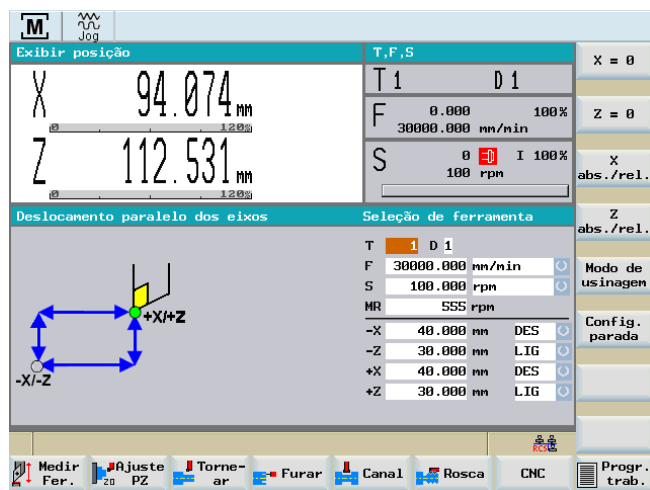 M
Jog
Exibir posição
T,F,S
X = 0
X 94.074 mm
0 120%
T 1 D 1
F 0.000 100%
30000.000 mm/min
Z = 0
Z 112.531 mm
0 120%
S 0 I 100%
100 rpm
X
abs./rel.
Z
abs./rel.
Deslocamento paralelo dos eixos
Seleção de ferramenta
T 1 D 1
F 30000.000 mm/min
S 100.000 rpm
MR 555 rpm
-X 40.000 mm DES
-Z 30.000 mm LIG
+X 40.000 mm DES
+Z 30.000 mm LIG
+X/+Z
-X/-Z
Modo de
usinagem
Config.
parada
RCS
Medir
Fer.
Ajuste
Z0 PZ
Torne-
ar
Furar
Canal
Rosca
CNC
Progr.
trab.